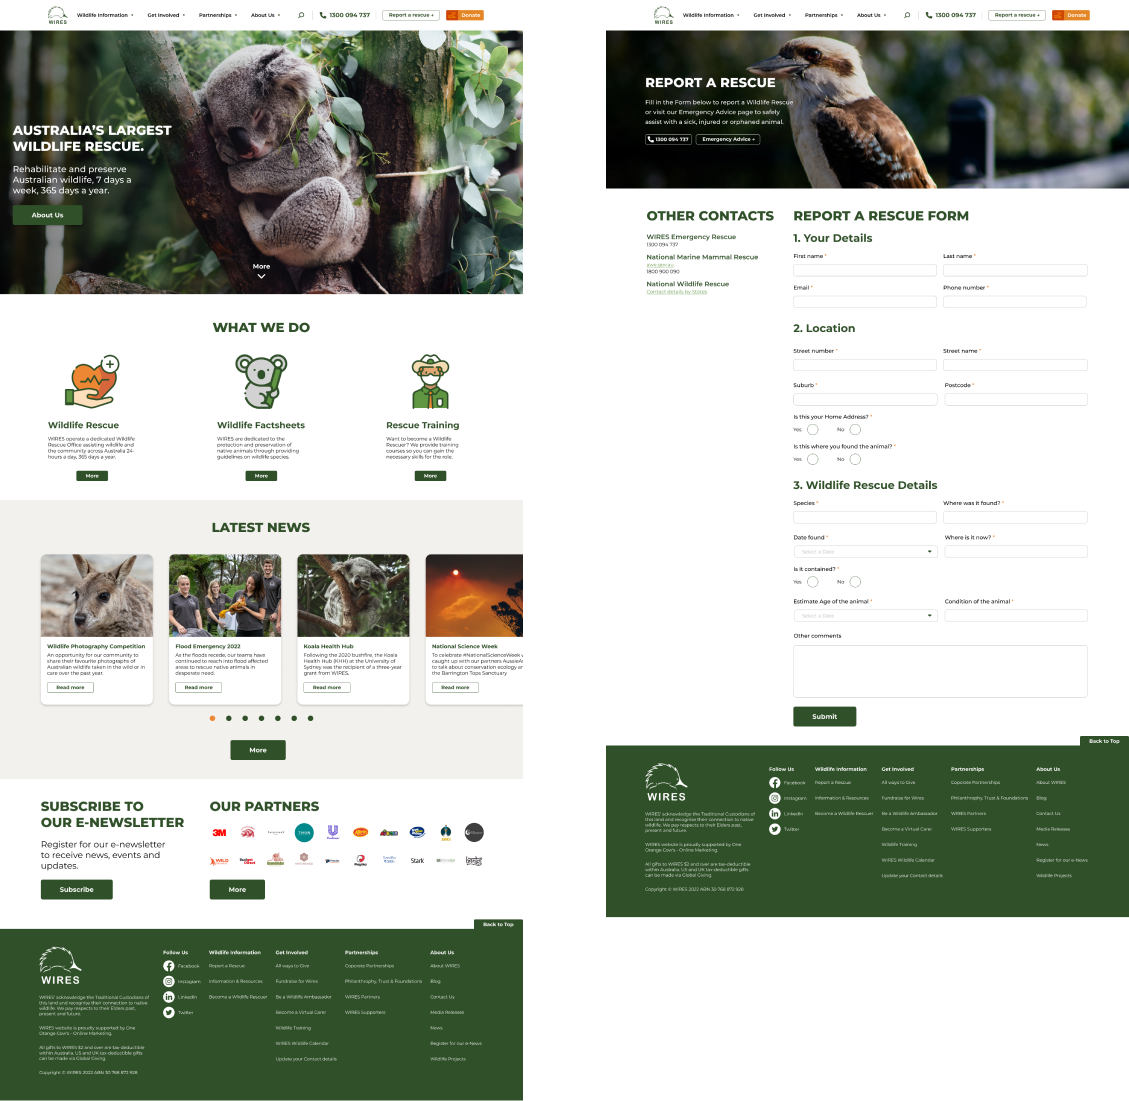 WIRES
Wildlife Information
Get Involved
Partnerships
About Us
1300 094 737
Report a rescue +
Donate
AUSTRALIA'S LARGEST
WILDLIFE RESCUE.
Rehabilitate and preserve
Australian wildlife, 7 days a
week, 365 days a year.
About Us
More
WHAT WE DO
Wildlife Rescue
WIRES operate a dedicated Wildlife
Rescue Office assisting wildlife and
the community across Australia 24-
hours a day, 365 days a year.
More
Wildlife Factsheets
WIRES are dedicated to the
protection and preservation of
native animals through providing
guidelines on wildlife species.
More
Rescue Training
Want to become a Wildlife
Rescuer? We provide training
courses so you can gain the
necessary skills for the role.
More
LATEST NEWS
Wildlife Photography Competition
An opportunity for our community to
share their favourite photographs of
Australian wildlife taken in the wild or in
care over the past year.
Read more
Flood Emergency 2022
As the floods recede, our teams have
continued to reach into flood affected
areas to rescue native animals in
desperate need.
Read more
Koala Health Hub
Following the 2020 bushfire, the Koala
Health Hub (KHH) at the University of
Sydney was the recipient of a three-year
grant from WIRES.
Read more
National Science Week
To celebrate #NationalScienceWeek
caught up with our partners
to talk about conservation ecology
the Barrington Tops Sanctuary
Read more
More
SUBSCRIBE TO
OUR E-NEWSLETTER
Register for our e-newsletter
to receive news, events and
updates.
Subscribe
OUR PARTNERS
3M
Stark
More
Back to Top
WIRES
WIRES' acknowledge the Traditional Custodians of
this land and recognise their connection to native
wildlife. We pay respects to their Elders past,
present and future.
WIRES website is proudly supported by One
Orange Cow's - Online Marketing.
All gifts to WIRES $2 and over are tax-deductible
within Australia. US and UK tax-deductible gifts
can be made via Global Giving.
Copyright © WIRES 2022 ABN 30 768 872 928
Follow Us
Facebook
Instagram
LinkedIn
Twitter
Wildlife Information
Report a Rescue
Information & Resources
Become a Wildlife Rescuer
Get Involved
All ways to Give
Fundraise for Wires
Be a Wildlife Ambassador
Become a Virtual Carer
Wildlife Training
WIRES Wildlife Calendar
Update your Contact details
Partnerships
Coporate Partnerships
Philanthrophy, Trust & Foundations
WIRES Partners
WIRES Supporters
About Us
About WIRES
Blog
Contact Us
Media Releases
News
Register for our e-News
Wildlife Projects
WIRES
Wildlife Information
Get Involved
Partnerships
About Us
1300 094 737
Report a rescue +
Donate
REPORT A RESCUE
Fill in the Form below to report a Wildlife Rescue
or visit our Emergency Advice page to safely
assist with a sick, injured or orphaned animal.
1300 094 737
Emergency Advice +
OTHER CONTACTS
WIRES Emergency Rescue
1300 094 737
National Marine Mammal Rescue
1800 900 090
National Wildlife Rescue
Contact details by States
REPORT A RESCUE FORM
1. Your Details
First name *
Last name *
Email *
Phone number *
2. Location
Street number *
Street name *
Suburb *
Postcode *
Is this your Home Address? *
Yes
No
Is this where you found the animal? *
Yes
No
3. Wildlife Rescue Details
Species *
Where was it found? *
Date found *
Select a Date
Where is it now? *
Is it contained? *
Yes
No
Estimate Age of the animal *
Select a Date
Condition of the animal *
Other comments
Submit
Back to Top
WIRES
WIRES' acknowledge the Traditional Custodians of
this land and recognise their connection to native
wildlife. We pay respects to their Elders past,
present and future.
WIRES website is proudly supported by One
Orange Cow's - Online Marketing.
All gifts to WIRES $2 and over are tax-deductible
within Australia. US and UK tax-deductible gifts
can be made via Global Giving.
Copyright © WIRES 2022 ABN 30 768 872 928
Follow Us
Facebook
Instagram
LinkedIn
Twitter
Wildlife Information
Report a Rescue
Information & Resources
Become a Wildlife Rescuer
Get Involved
All ways to Give
Fundraise for Wires
Be a Wildlife Ambassador
Become a Virtual Carer
Wildlife Training
WIRES Wildlife Calendar
Update your Contact details
Partnerships
Coporate Partnerships
Philanthrophy, Trust & Foundations
WIRES Partners
WIRES Supporters
About Us
About WIRES
Blog
Contact Us
Media Releases
News
Register for our e-News
Wildlife Projects